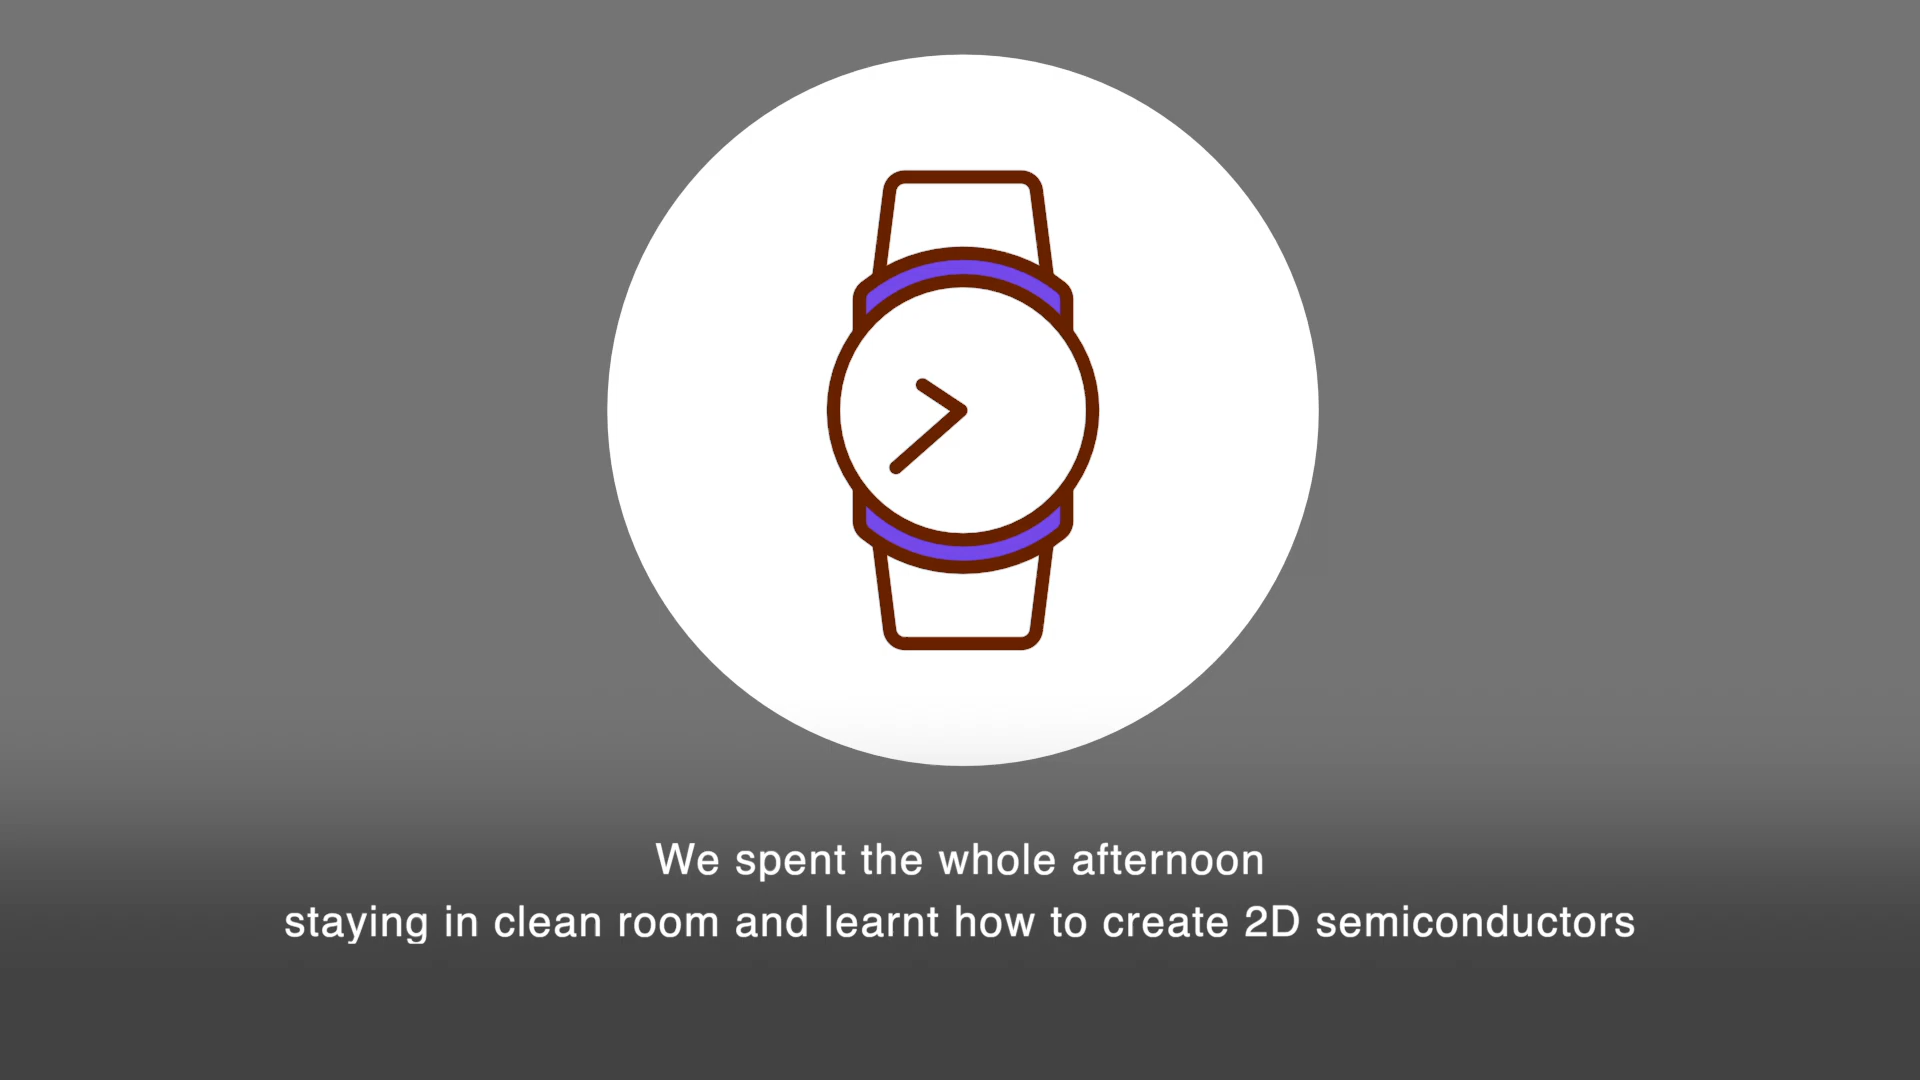 We spent the whole afternoon
staying in clean room and learnt how to create 2D semiconductors